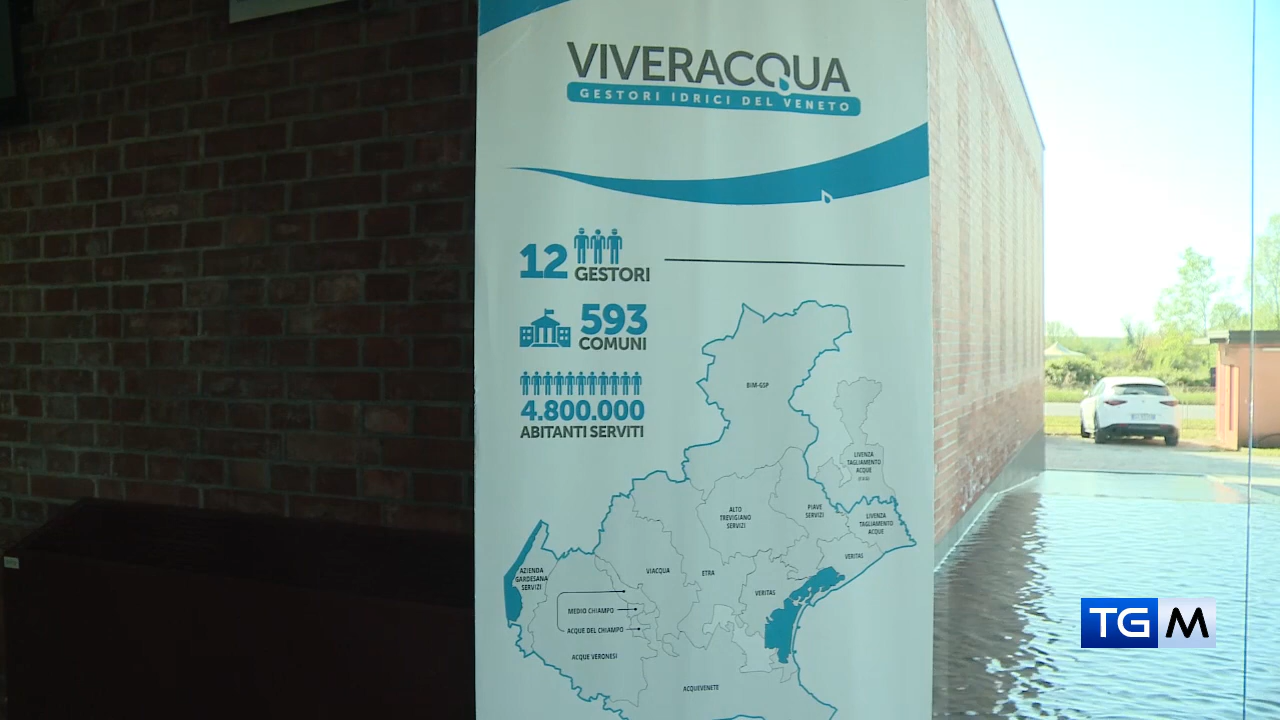 VIVERACQUA
GESTORI IDRICI DEL VENETO
12
GESTORI
593
COMUNI
4.800.000
ABITANTI SERVITI
BIM-GSP
LIVENZA
TAGLIAMENTO
ACQUE
ALTO
TREVIGIANO
SERVIZI
PIAVE
SERVIZI
LIVENZA
TAGLIAMENTO
ACQUE
VERITAS
AZIENDA
GARDESANA
SERVIZI
VIACQUA
ETRA
VERITAS
MEDIO CHIAMPO
ACQUE DEL CHIAMPO
ACQUE VERONESI
ACQUEVENETE
TGM